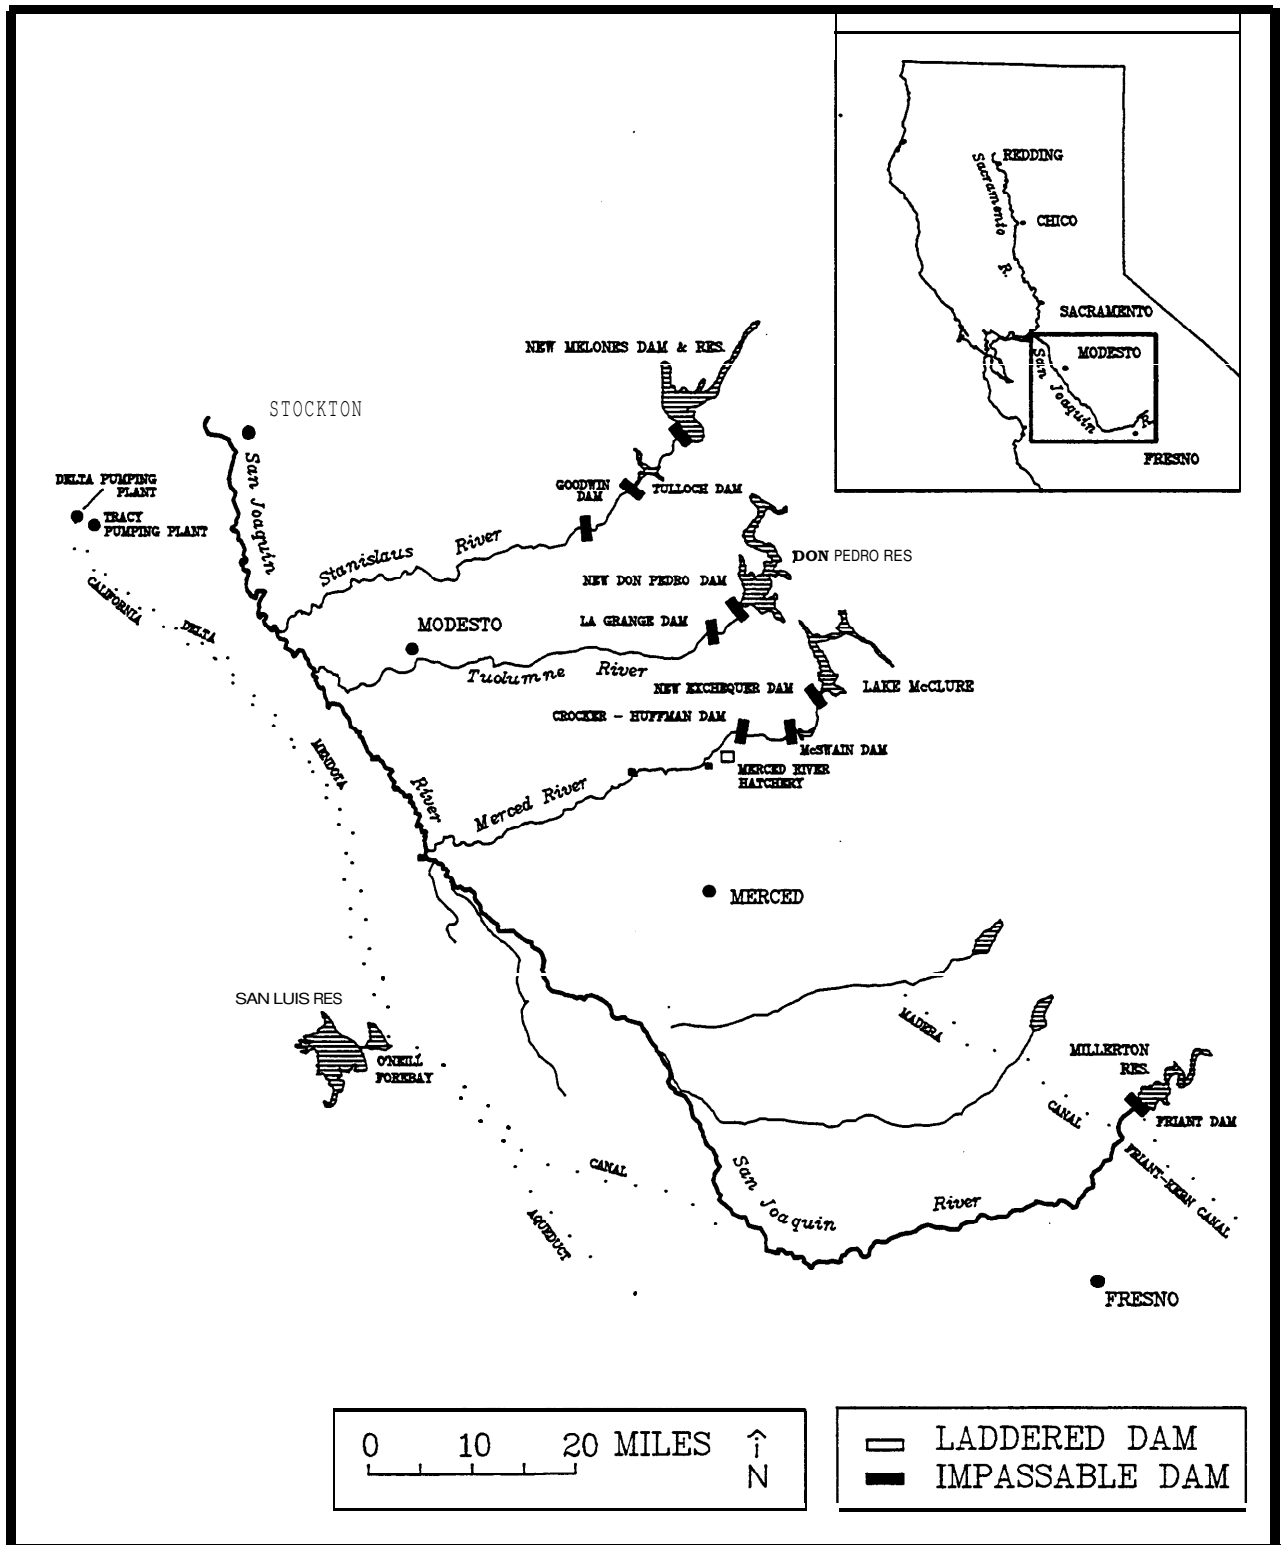 REDDING
Sacramento
R.
CHICO
SACRAMENTO
MODESTO
San
Joaquin
R.
FRESNO
NEW MELONES DAM & RES.
STOCKTON
San Joaquin
DELTA PUMPING
PLANT
TRACY
PUMPING PLANT
GOODWIN
DAM
TULLOCH DAM
Stanislaus River
CALIFORNIA
DELTA
DON PEDRO RES
NEW DON PEDRO DAM
LA GRANGE DAM
MODESTO
Tuolumne River
NEW EXCHEQUER DAM
LAKE McCLURE
CROCKER - HUFFMAN DAM
McSWAIN DAM
MERCED RIVER
HATCHERY
MENDOTA
River
Merced River
MERCED
SAN LUIS RES
O'NEILL
FOREBAY
MADERA
MILLERTON
RES.
CANAL
FRIANT DAM
FRIANT-KERN CANAL
CANAL
AQUEDUCT
San Joaquin River
FRESNO
0 10 20 MILES
N
LADDERED DAM
IMPASSABLE DAM